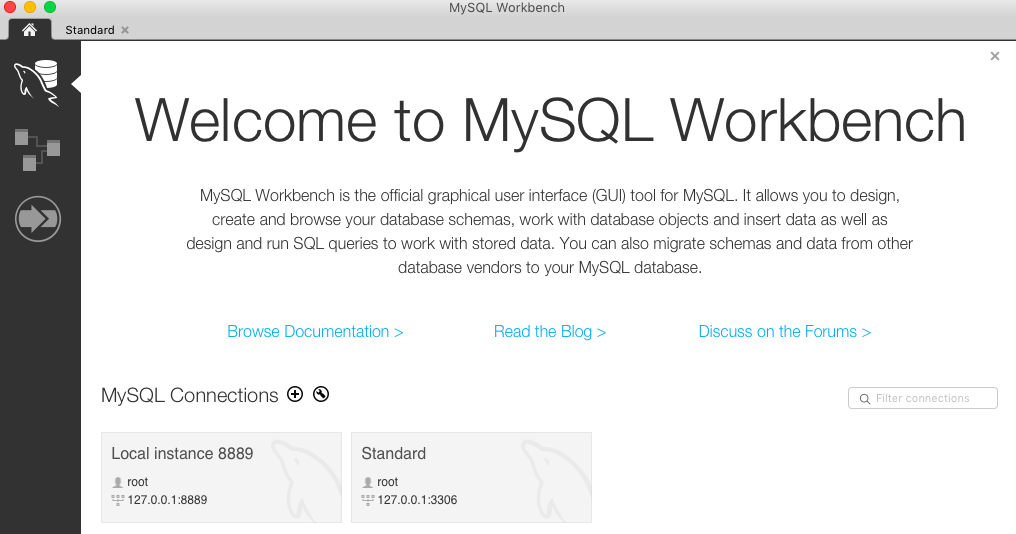 MySQL Workbench
Standard
Welcome to MySQL Workbench
MySQL Workbench is the official graphical user interface (GUI) tool for MySQL. It allows you to design,
create and browse your database schemas, work with database objects and insert data as well as
design and run SQL queries to work with stored data. You can also migrate schemas and data from other
database vendors to your MySQL database.
Browse Documentation >
Read the Blog >
Discuss on the Forums >
MySQL Connections
Filter connections
Local instance 8889
root
127.0.0.1:8889
Standard
root
127.0.0.1:3306